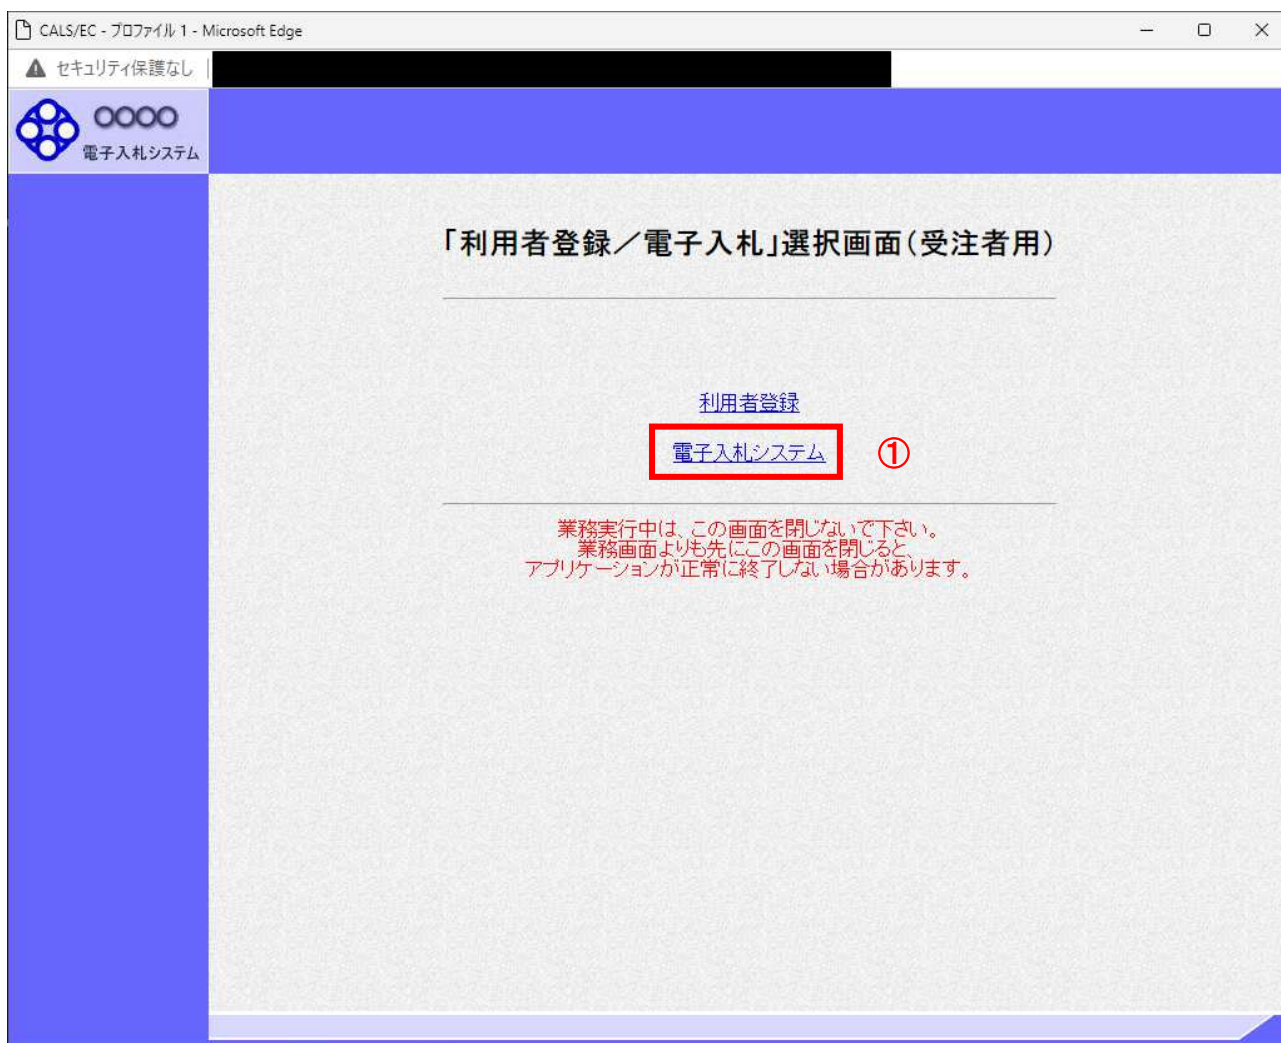 CALS/EC - プロファイル 1 - Microsoft Edge
セキュリティ保護なし
○○○○
電子入札システム
「利用者登録／電子入札」選択画面（受注者用）
利用者登録
電子入札システム ①
業務実行中は、この画面を閉じないで下さい。
業務画面よりも先にこの画面を閉じると、
アプリケーションが正常に終了しない場合があります。